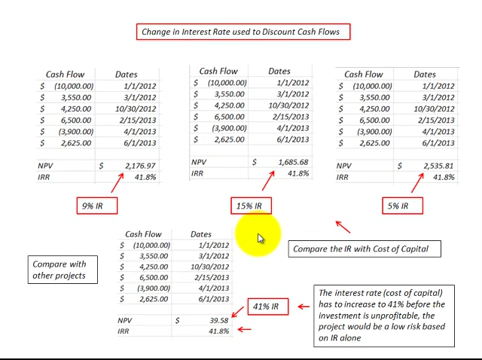 Change in Interest Rate used to Discount Cash Flows
Cash Flow Dates
$ (10,000.00) 1/1/2012
$ 3,550.00 3/1/2012
$ 4,250.00 10/30/2012
$ 6,500.00 2/15/2013
$ (3,900.00) 4/1/2013
$ 2,625.00 6/1/2013
NPV $ 2,176.97
IRR 41.8%
9% IR
Cash Flow Dates
$ (10,000.00) 1/1/2012
$ 3,550.00 3/1/2012
$ 4,250.00 10/30/2012
$ 6,500.00 2/15/2013
$ (3,900.00) 4/1/2013
$ 2,625.00 6/1/2013
NPV $ 1,685.68
IRR 41.8%
15% IR
Cash Flow Dates
$ (10,000.00) 1/1/2012
$ 3,550.00 3/1/2012
$ 4,250.00 10/30/2012
$ 6,500.00 2/15/2013
$ (3,900.00) 4/1/2013
$ 2,625.00 6/1/2013
NPV $ 2,535.81
IRR 41.8%
5% IR
Compare the IR with Cost of Capital
Compare with
other projects
Cash Flow Dates
$ (10,000.00) 1/1/2012
$ 3,550.00 3/1/2012
$ 4,250.00 10/30/2012
$ 6,500.00 2/15/2013
$ (3,900.00) 4/1/2013
$ 2,625.00 6/1/2013
NPV $ 39.58
IRR 41.8%
41% IR
The interest rate (cost of capital)
has to increase to 41% before the
investment is unprofitable, the
project would be a low risk based
on IR alone